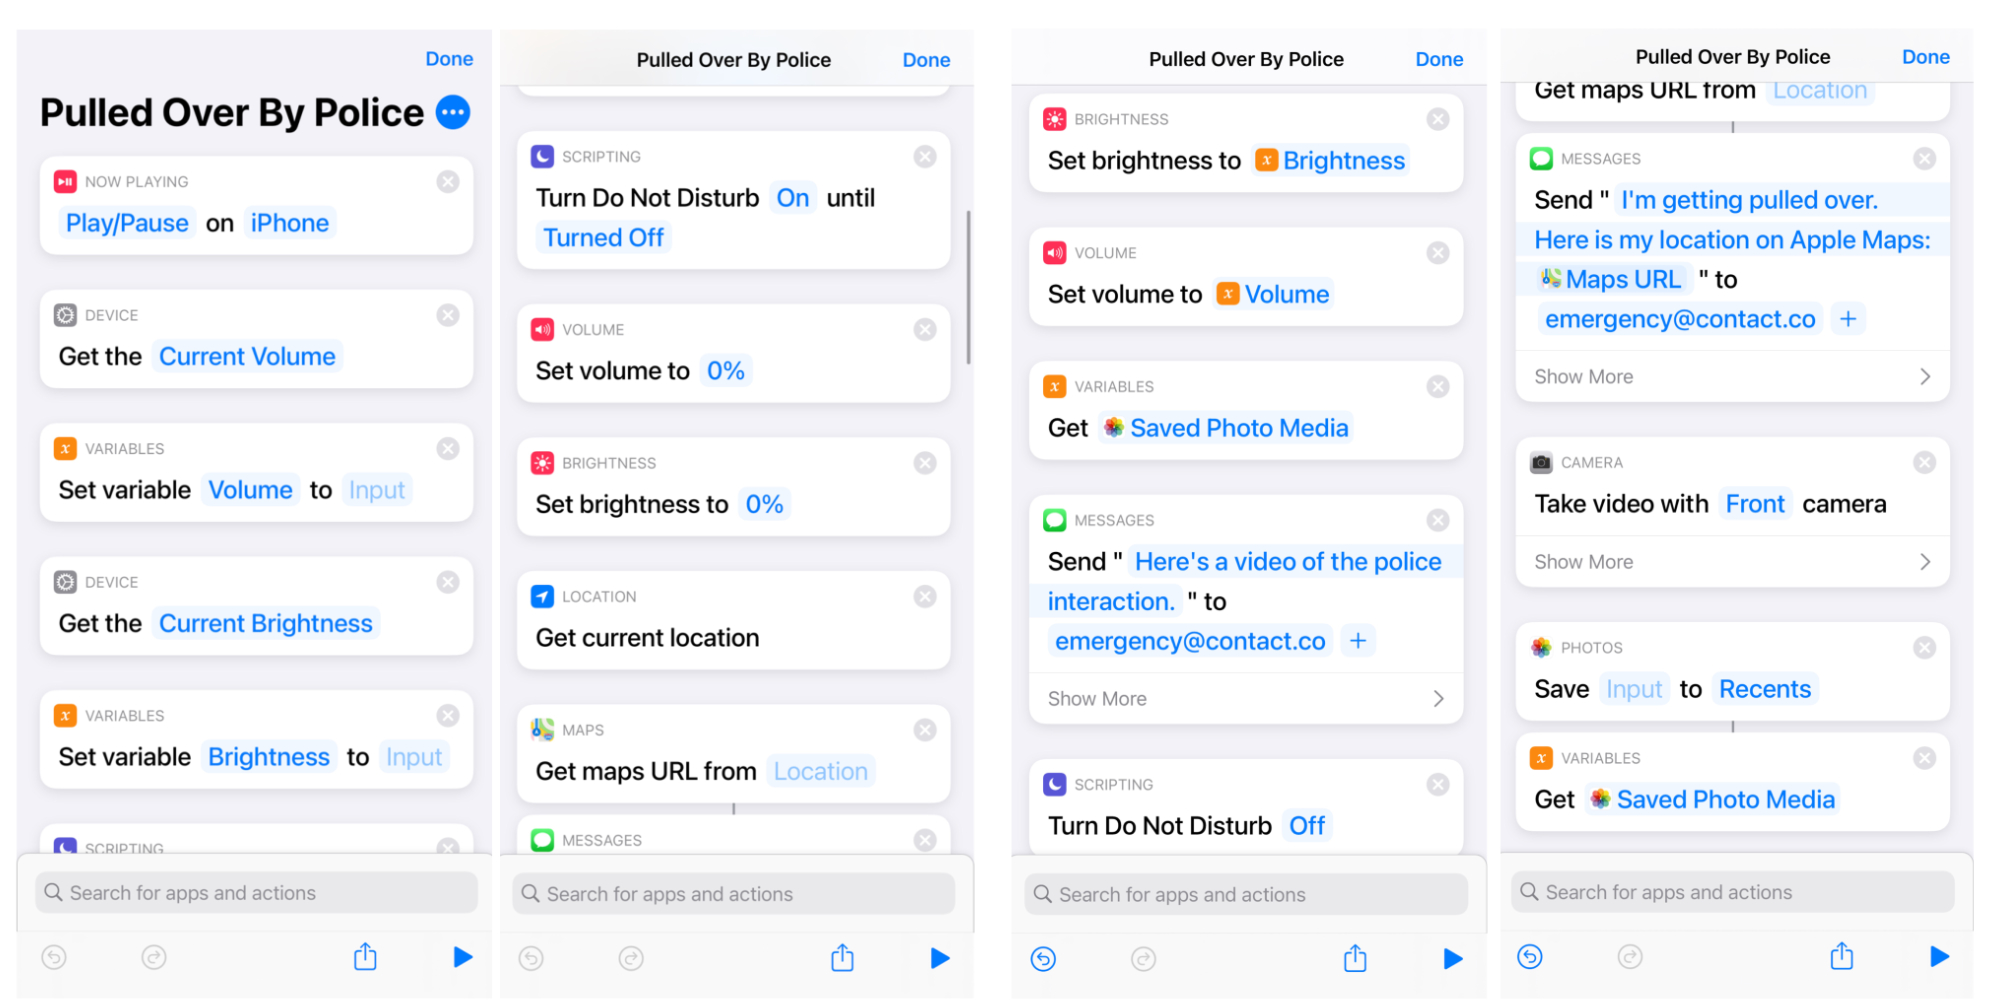 Done
Pulled Over By Police
NOW PLAYING
Play/Pause on iPhone
DEVICE
Get the Current Volume
VARIABLES
Set variable Volume to Input
DEVICE
Get the Current Brightness
VARIABLES
Set variable Brightness to Input
SCRIPTING
Search for apps and actions
Pulled Over By Police Done
SCRIPTING
Turn Do Not Disturb On until
Turned Off
VOLUME
Set volume to 0%
BRIGHTNESS
Set brightness to 0%
LOCATION
Get current location
MAPS
Get maps URL from Location
MESSAGES
Search for apps and actions
Pulled Over By Police Done
BRIGHTNESS
Set brightness to x Brightness
VOLUME
Set volume to x Volume
x VARIABLES
Get Saved Photo Media
MESSAGES
Send " Here's a video of the police
interaction. " to
emergency@contact.co +
Show More
SCRIPTING
Turn Do Not Disturb Off
Search for apps and actions
Pulled Over By Police Done
Get maps URL from Location
MESSAGES
Send " I'm getting pulled over.
Here is my location on Apple Maps:
Maps URL " to
emergency@contact.co +
Show More
CAMERA
Take video with Front camera
Show More
PHOTOS
Save Input to Recents
x VARIABLES
Get Saved Photo Media
Search for apps and actions